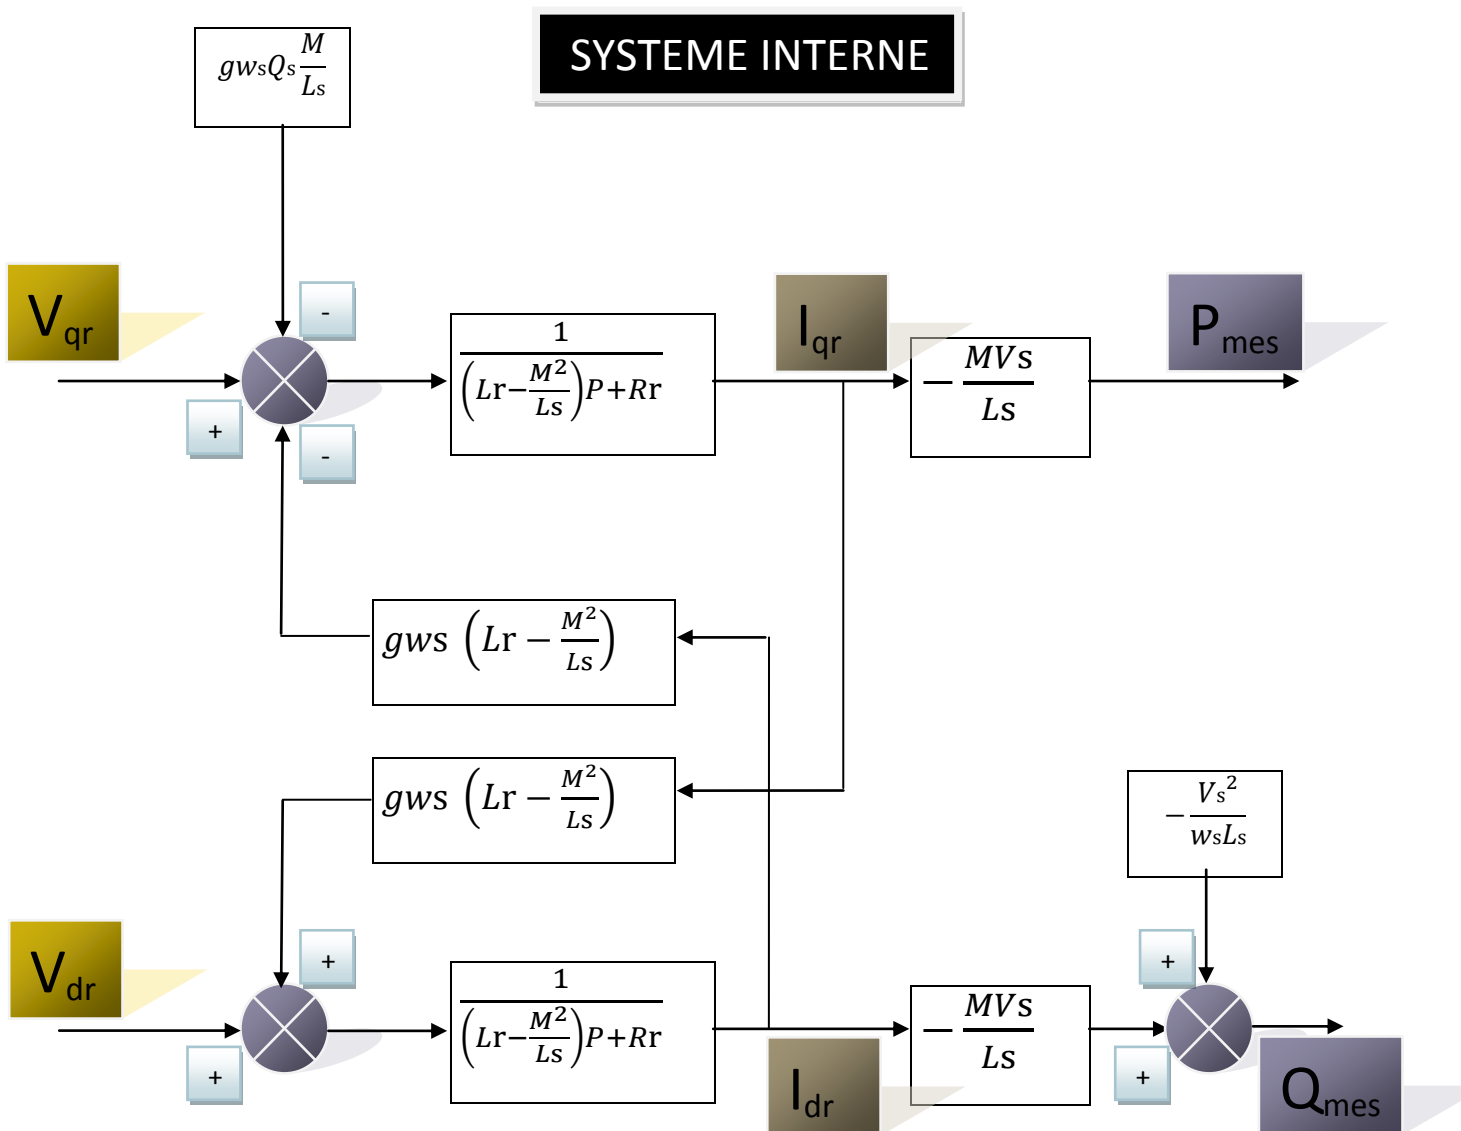 SYSTEME INTERNE
gwsQs M/Ls
Vqr
-
+
-
1/((Lr−M²/Ls)P+Rr)
Iqr
− MVs/Ls
Pmes
gws (Lr − M²/Ls)
gws (Lr − M²/Ls)
− Vs²/wsLs
Vdr
+
+
1/((Lr−M²/Ls)P+Rr)
Idr
− MVs/Ls
+
+
Qmes